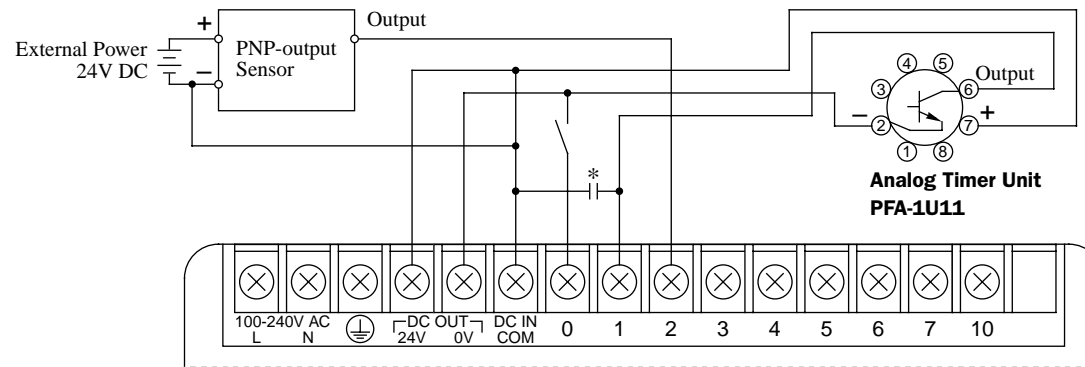 +
Output
External Power
24V DC
PNP-output
Sensor
−
4 5
3 Output
6
− 2 7 +
1 8
*
Analog Timer Unit
PFA-1U11
100-240V AC DC OUT DC IN
L N 24V 0V COM 0 1 2 3 4 5 6 7 10